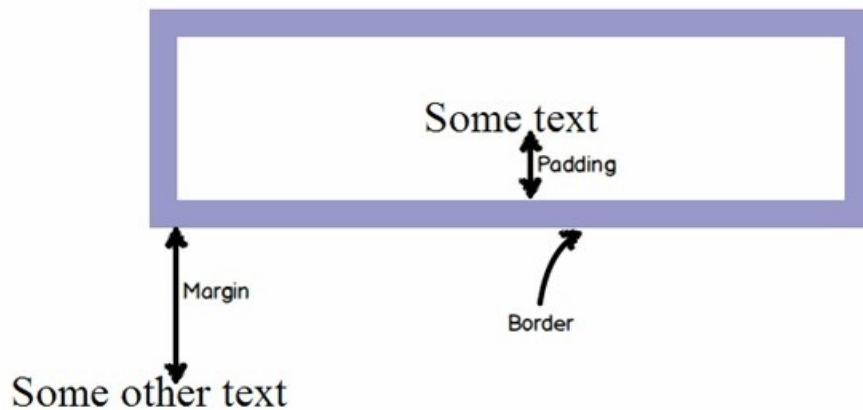 Some text
Padding
Margin
Border
Some other text